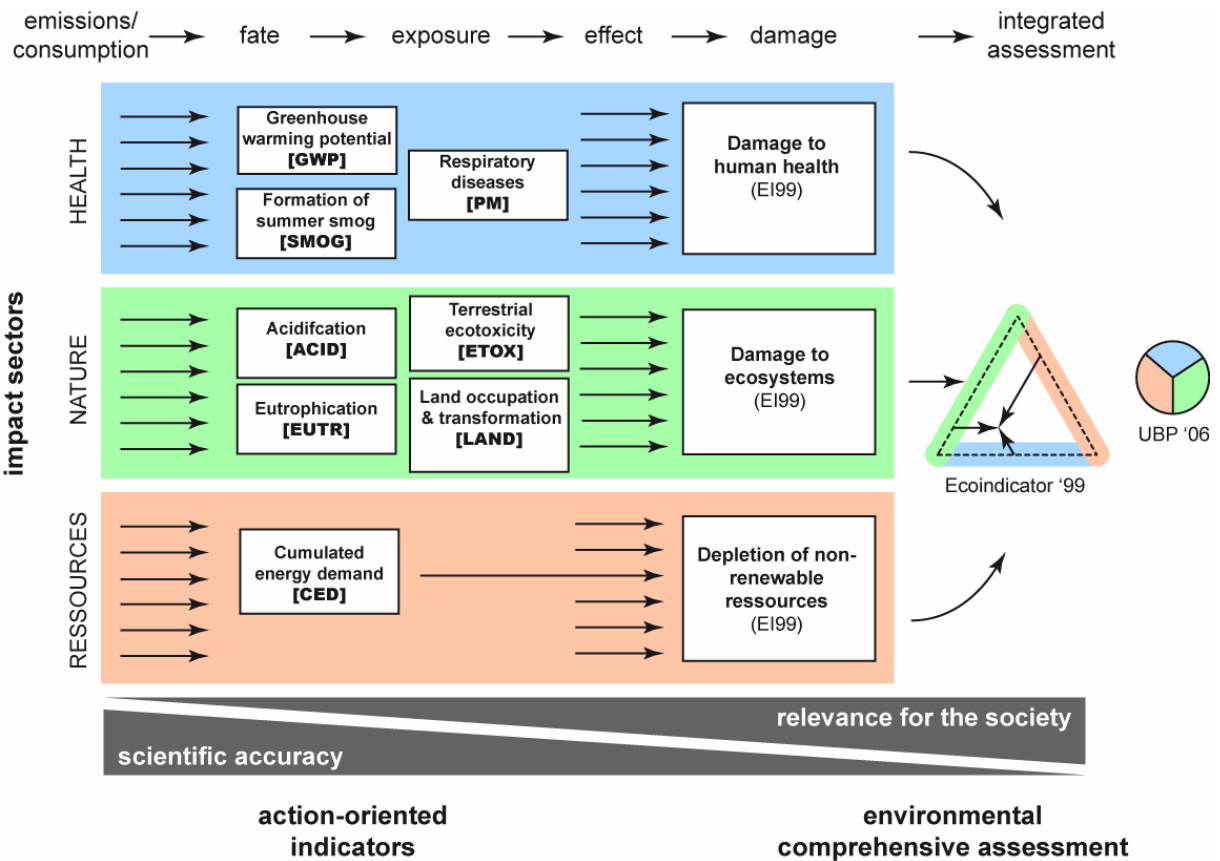 emissions/
consumption
fate
exposure
effect
damage
integrated
assessment
impact sectors
HEALTH
Greenhouse
warming potential
[GWP]
Formation of
summer smog
[SMOG]
Respiratory
diseases
[PM]
Damage to
human health
(EI99)
NATURE
Acidifcation
[ACID]
Eutrophication
[EUTR]
Terrestrial
ecotoxicity
[ETOX]
Land occupation
& transformation
[LAND]
Damage to
ecosystems
(EI99)
Ecoindicator ‘99
UBP ‘06
RESSOURCES
Cumulated
energy demand
[CED]
Depletion of non-
renewable
ressources
(EI99)
relevance for the society
scientific accuracy
action-oriented
indicators
environmental
comprehensive assessment